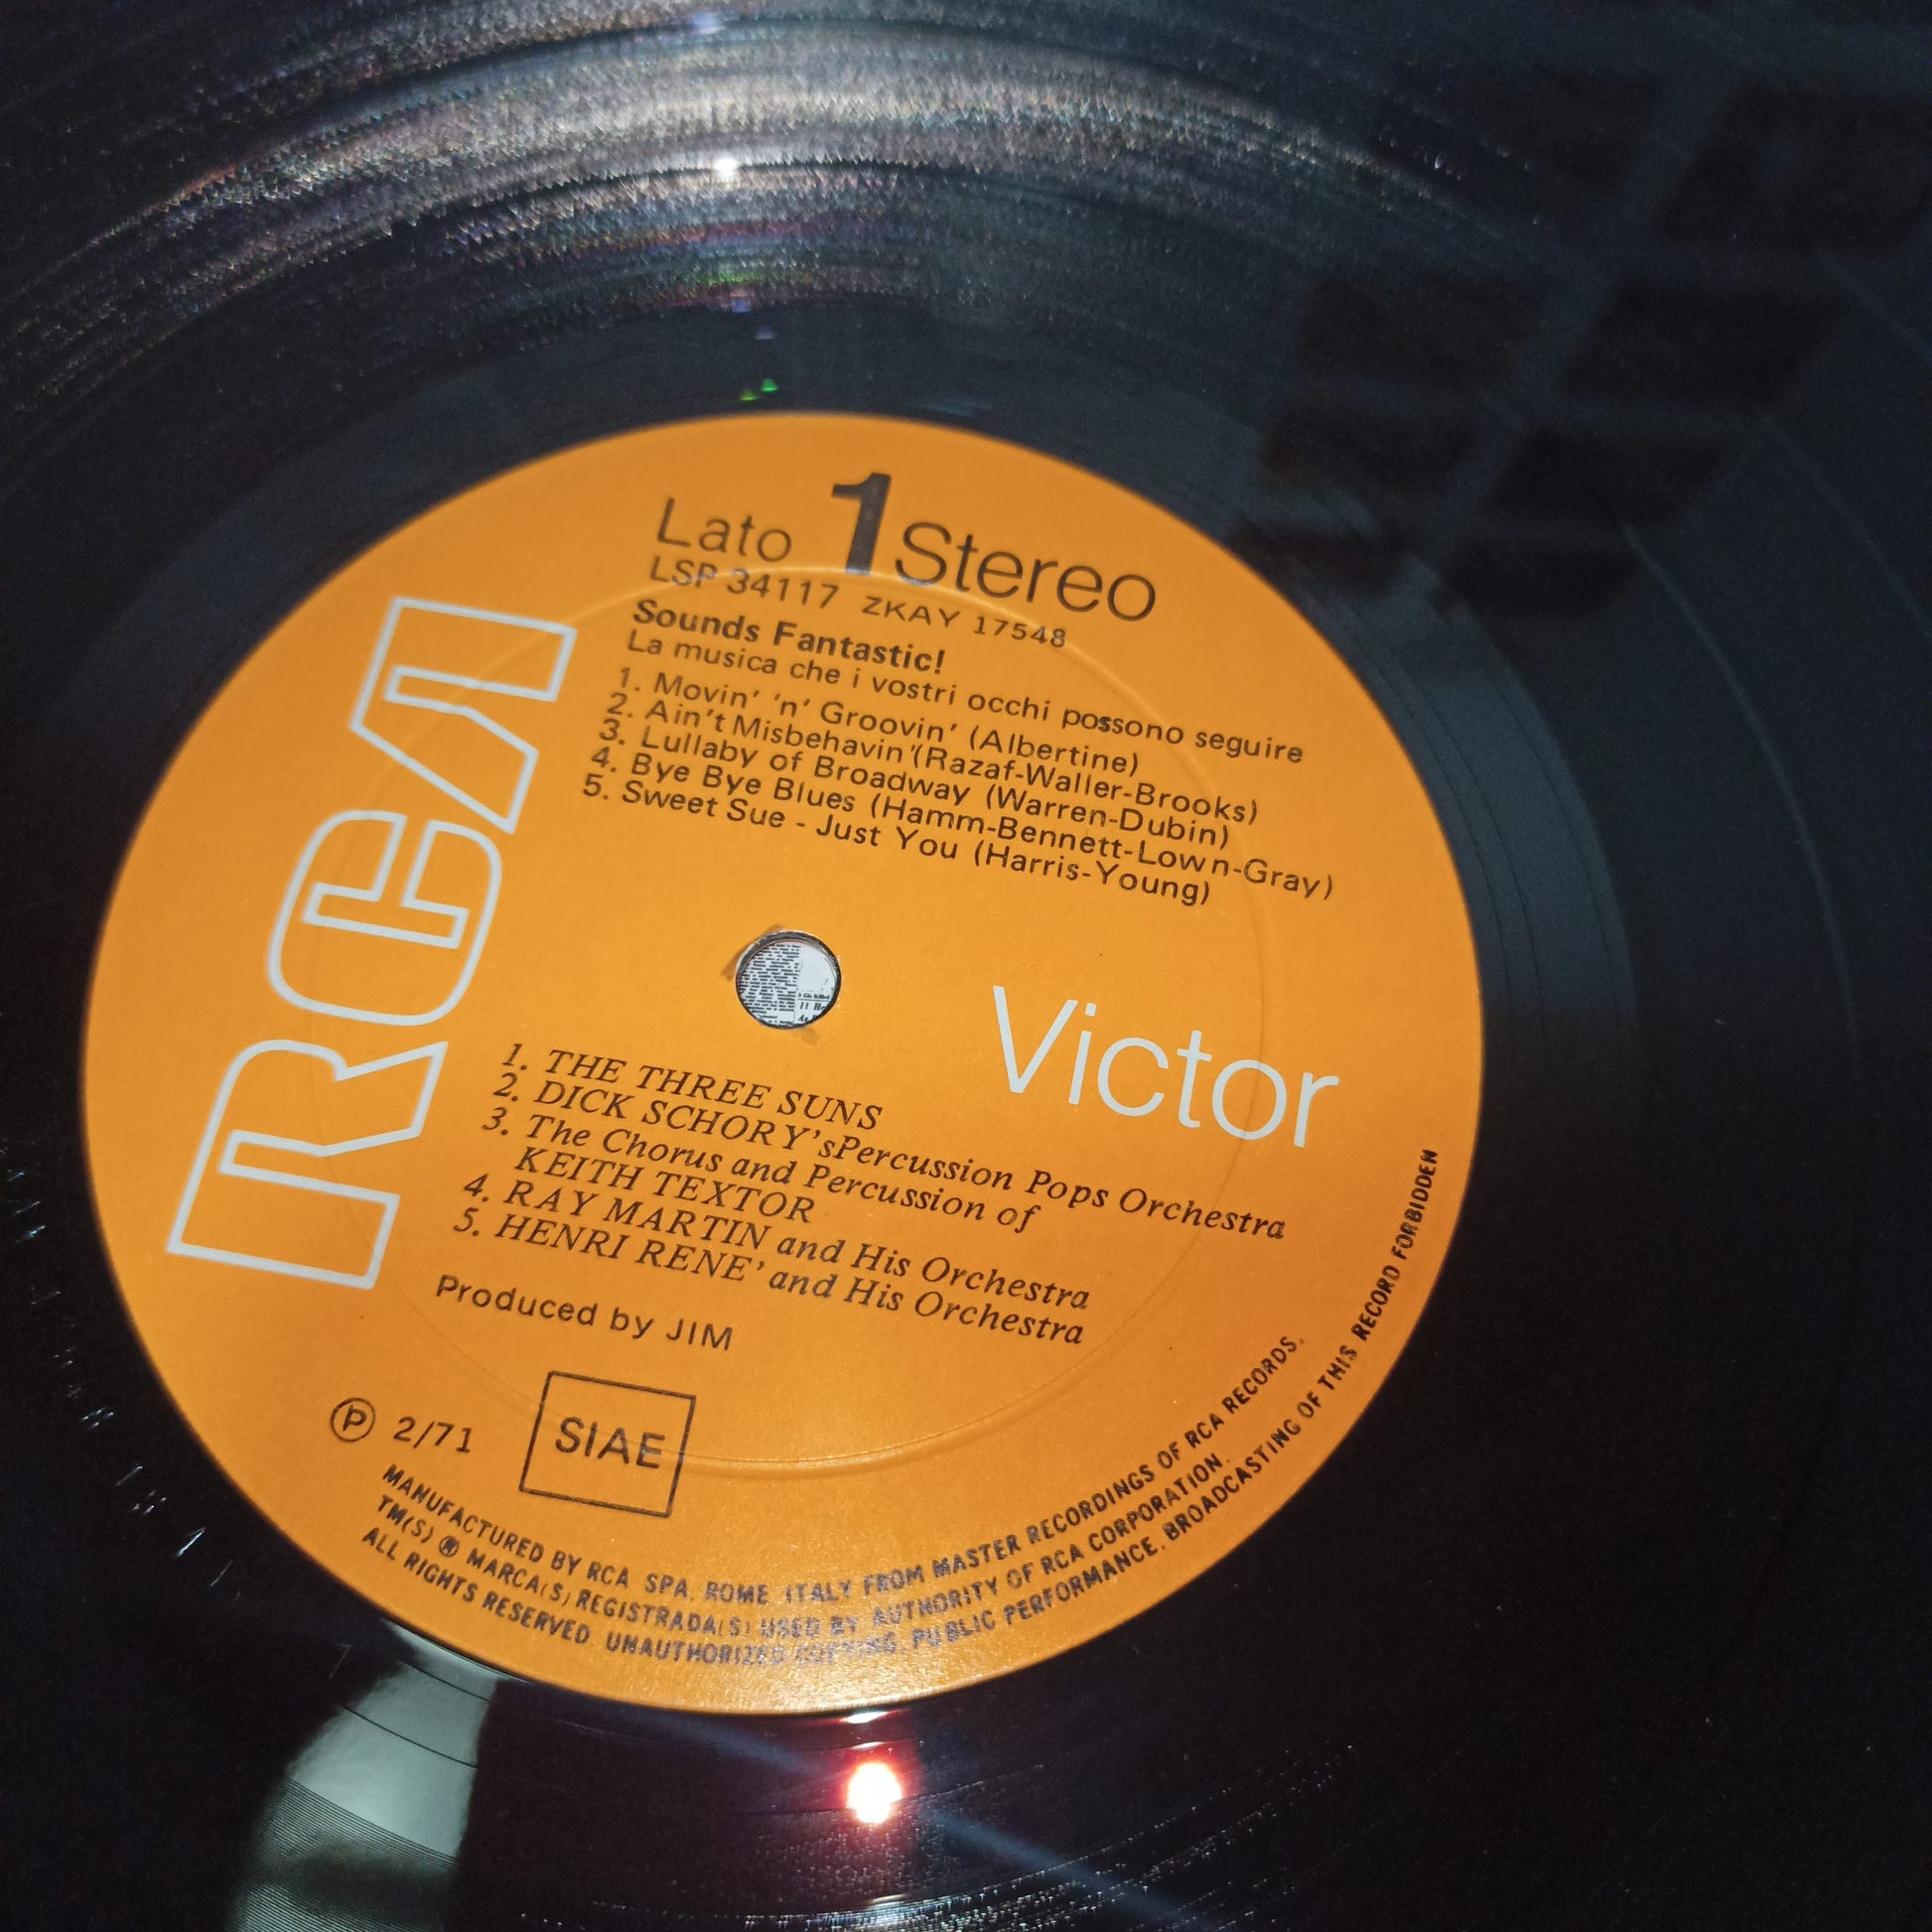 Lato 1 Stereo
LSP 34117 ZKAY 17548
Sounds Fantastic!
La musica che i vostri occhi possono seguire
1. Movin' 'n' Groovin' (Albertine)
2. Ain't Misbehavin' (Razaf-Waller-Brooks)
3. Lullaby of Broadway (Warren-Dubin)
4. Bye Bye Blues (Hamm-Bennett-Lown-Gray)
5. Sweet Sue - Just You (Harris-Young)
RCA
Victor
1. THE THREE SUNS
2. DICK SCHORY's Percussion Pops Orchestra
3. The Chorus and Percussion of
KEITH TEXTOR
4. RAY MARTIN and His Orchestra
5. HENRI RENE' and His Orchestra
Produced by JIM
℗ 2/71
SIAE
MANUFACTURED BY RCA SPA, ROME ITALY FROM MASTER RECORDINGS OF RCA RECORDS.
TM(S) ® MARCA(S) REGISTRADA(S) USED BY AUTHORITY OF RCA CORPORATION.
ALL RIGHTS RESERVED. UNAUTHORIZED COPYING, PUBLIC PERFORMANCE, BROADCASTING OF THIS RECORD FORBIDDEN